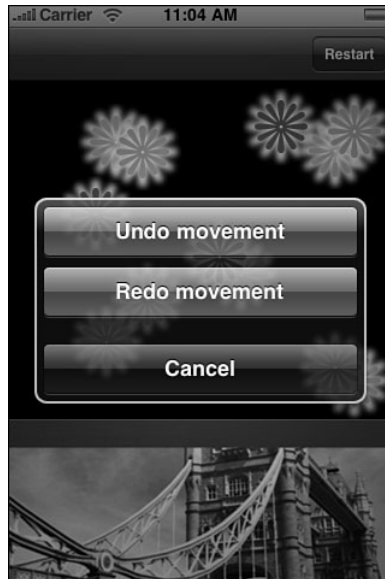 Carrier 11:04 AM
Restart
Undo movement
Redo movement
Cancel